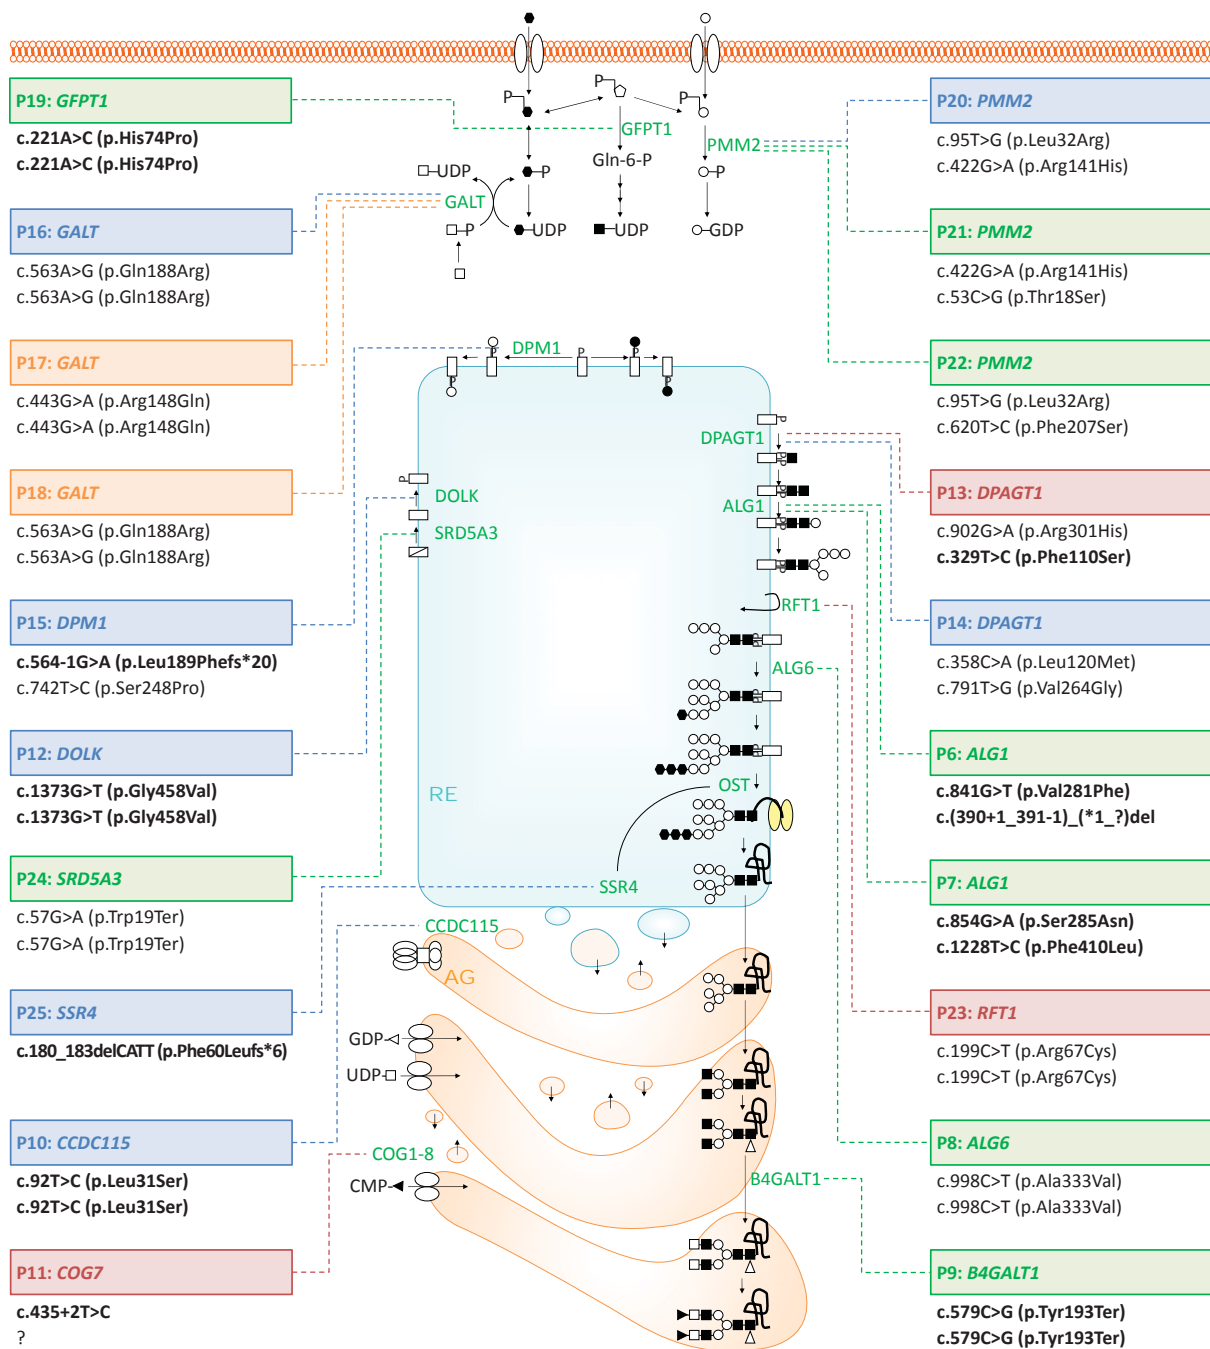 P19: GFPT1
c.221A>C (p.His74Pro)
c.221A>C (p.His74Pro)
P16: GALT
c.563A>G (p.Gln188Arg)
c.563A>G (p.Gln188Arg)
P17: GALT
c.443G>A (p.Arg148Gln)
c.443G>A (p.Arg148Gln)
P18: GALT
c.563A>G (p.Gln188Arg)
c.563A>G (p.Gln188Arg)
P15: DPM1
c.564-1G>A (p.Leu189Phefs*20)
c.742T>C (p.Ser248Pro)
P12: DOLK
c.1373G>T (p.Gly458Val)
c.1373G>T (p.Gly458Val)
P24: SRD5A3
c.57G>A (p.Trp19Ter)
c.57G>A (p.Trp19Ter)
P25: SSR4
c.180_183delCATT (p.Phe60Leufs*6)
P10: CCDC115
c.92T>C (p.Leu31Ser)
c.92T>C (p.Leu31Ser)
P11: COG7
c.435+2T>C
?
P
P
P
GFPT1
PMM2
Gln-6-P
UDP
P
P
GALT
P
UDP
UDP
GDP
P
DPM1
P
P
P
P
P
DPAGT1
PP
P
DOLK
PP
ALG1
PP
SRD5A3
PP
RFT1
PP
ALG6
PP
PP
OST
RE
SSR4
CCDC115
AG
GDP
UDP
COG1-8
CMP
B4GALT1
P20: PMM2
c.95T>G (p.Leu32Arg)
c.422G>A (p.Arg141His)
P21: PMM2
c.422G>A (p.Arg141His)
c.53C>G (p.Thr18Ser)
P22: PMM2
c.95T>G (p.Leu32Arg)
c.620T>C (p.Phe207Ser)
P13: DPAGT1
c.902G>A (p.Arg301His)
c.329T>C (p.Phe110Ser)
P14: DPAGT1
c.358C>A (p.Leu120Met)
c.791T>G (p.Val264Gly)
P6: ALG1
c.841G>T (p.Val281Phe)
c.(390+1_391-1)_(*1_?)del
P7: ALG1
c.854G>A (p.Ser285Asn)
c.1228T>C (p.Phe410Leu)
P23: RFT1
c.199C>T (p.Arg67Cys)
c.199C>T (p.Arg67Cys)
P8: ALG6
c.998C>T (p.Ala333Val)
c.998C>T (p.Ala333Val)
P9: B4GALT1
c.579C>G (p.Tyr193Ter)
c.579C>G (p.Tyr193Ter)